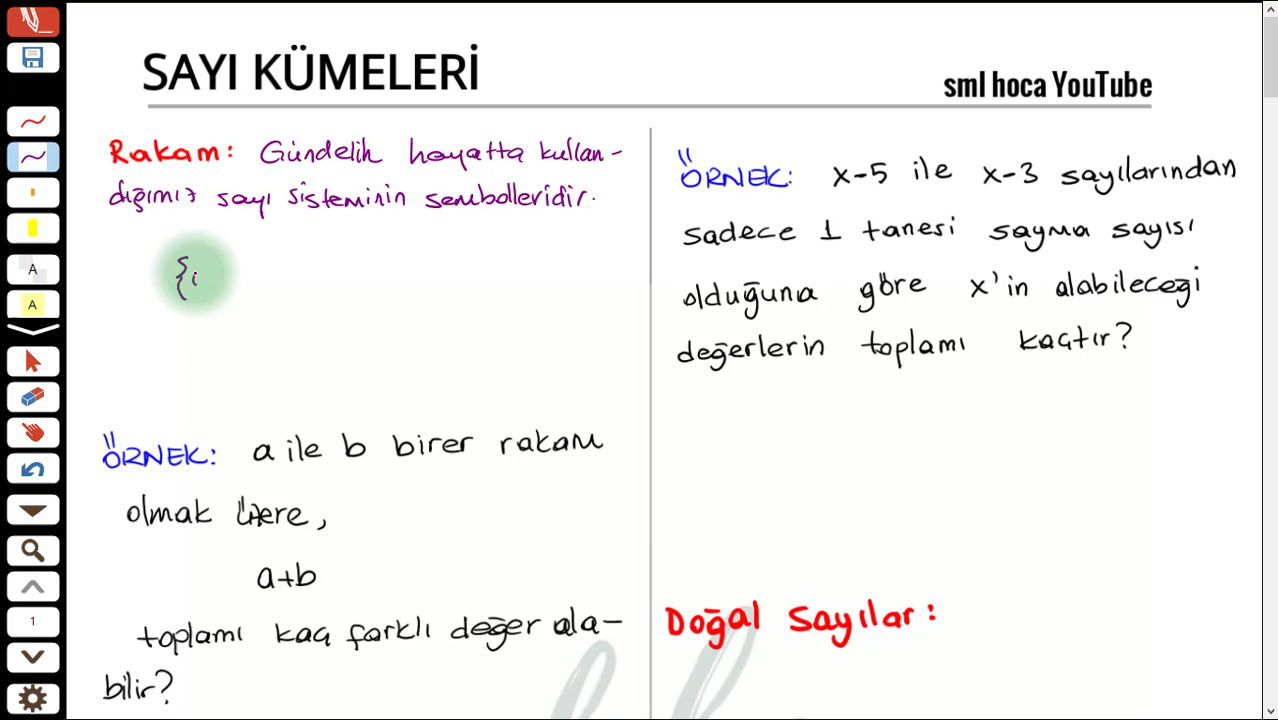 SAYI KÜMELERİ
sml hoca YouTube
Rakam: Gündelik hayatta kullan-
dığımız sayı sisteminin sembolleridir.
{
ÖRNEK: a ile b birer rakam
olmak üzere,
a+b
toplamı kaç farklı değer ala-
bilir?
ÖRNEK: x-5 ile x-3 sayılarından
sadece 1 tanesi sayma sayısı
olduğuna göre x'in alabileceği
değerlerin toplamı kaçtır?
Doğal Sayılar:
A
A
1